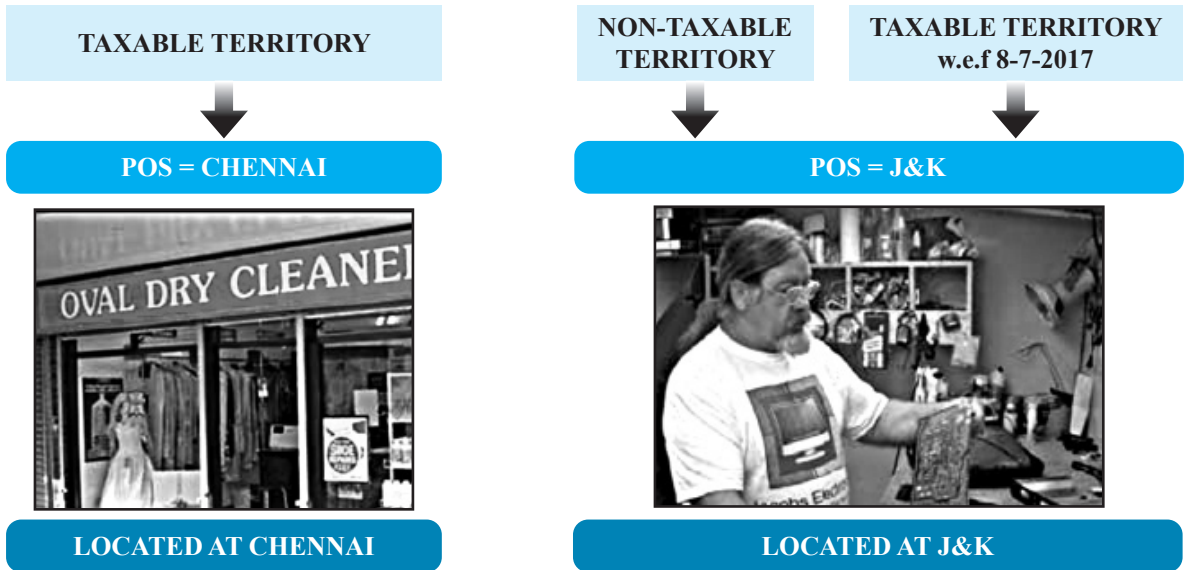 TAXABLE TERRITORY
NON-TAXABLE
TERRITORY
TAXABLE TERRITORY
w.e.f 8-7-2017
POS = CHENNAI
POS = J&K
OVAL DRY CLEANE
SHOE
LOCATED AT CHENNAI
LOCATED AT J&K